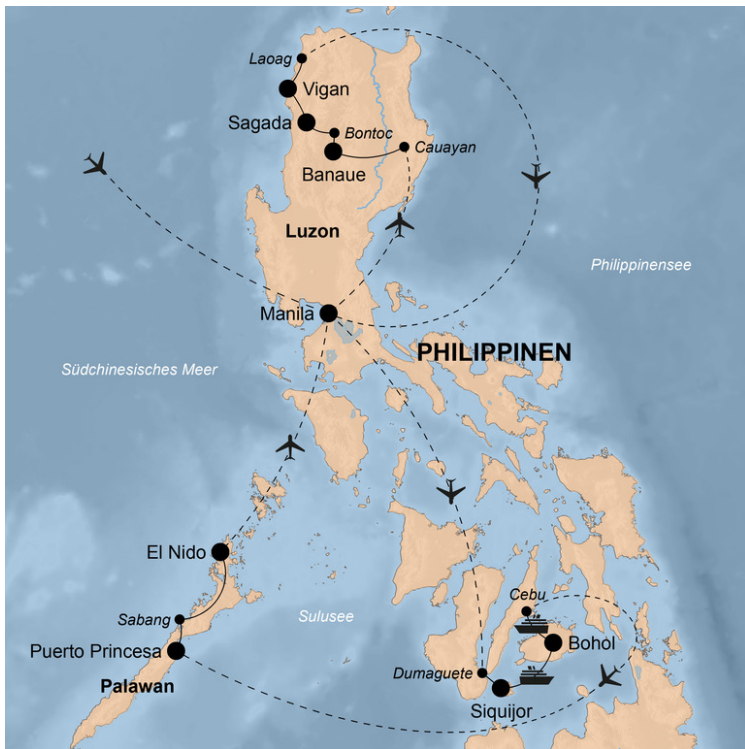 Laoag
Vigan
Sagada
Bontoc
Cauayan
Banaue
Luzon
Philippinensee
Manila
PHILIPPINEN
Südchinesisches Meer
El Nido
Cebu
Sabang
Sulusee
Bohol
Puerto Princesa
Dumaguete
Palawan
Siquijor